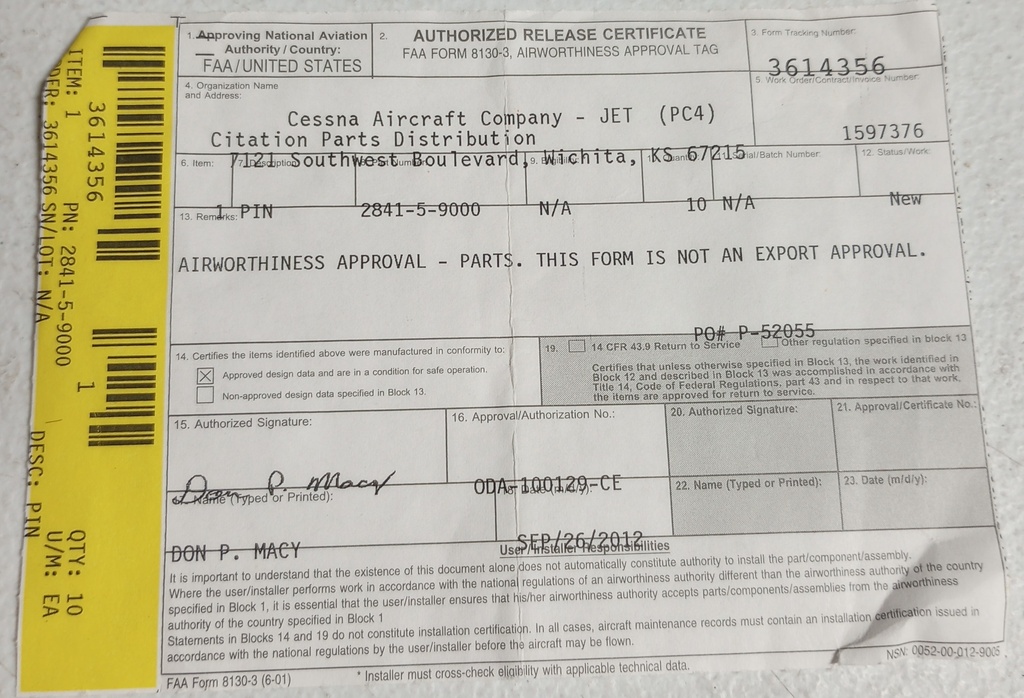 ITEM: 1 PN: 2841-5-9000 1 QTY: 10
3614356 SN/LOT: N/A DESC: PIN U/M: EA
3614356
1. Approving National Aviation
Authority / Country:
FAA/UNITED STATES
2. AUTHORIZED RELEASE CERTIFICATE
FAA FORM 8130-3, AIRWORTHINESS APPROVAL TAG
3. Form Tracking Number:
3614356
4. Organization Name
and Address:
Cessna Aircraft Company - JET (PC4)
Citation Parts Distribution
7121 Southwest Boulevard, Wichita, KS 67215
5. Work Order/Contract/Invoice Number:
1597376
6. Item: 12. Status/Work:
1 PIN 2841-5-9000 N/A 10 N/A New
13. Remarks:
AIRWORTHINESS APPROVAL - PARTS. THIS FORM IS NOT AN EXPORT APPROVAL.
PO# P-52055
14. Certifies the items identified above were manufactured in conformity to:
Approved design data and are in a condition for safe operation.
Non-approved design data specified in Block 13.
19. 14 CFR 43.9 Return to Service Other regulation specified in block 13
Certifies that unless otherwise specified in Block 13, the work identified in
Block 12 and described in Block 13 was accomplished in accordance with
Title 14, Code of Federal Regulations, part 43 and in respect to that work,
the items are approved for return to service.
15. Authorized Signature:
Don P. Macy
16. Approval/Authorization No.:
ODA-100129-CE
20. Authorized Signature:
21. Approval/Certificate No.:
17. Name (Typed or Printed):
DON P. MACY
SEP/26/2012
22. Name (Typed or Printed):
23. Date (m/d/y):
User/Installer Responsibilities
It is important to understand that the existence of this document alone does not automatically constitute authority to install the part/component/assembly.
Where the user/installer performs work in accordance with the national regulations of an airworthiness authority different than the airworthiness authority of the country
specified in Block 1, it is essential that the user/installer ensures that his/her airworthiness authority accepts parts/components/assemblies from the airworthiness
authority of the country specified in Block 1
Statements in Blocks 14 and 19 do not constitute installation certification. In all cases, aircraft maintenance records must contain an installation certification issued in
accordance with the national regulations by the user/installer before the aircraft may be flown.
FAA Form 8130-3 (6-01)
* Installer must cross-check eligibility with applicable technical data.
NSN: 0052-00-012-9005